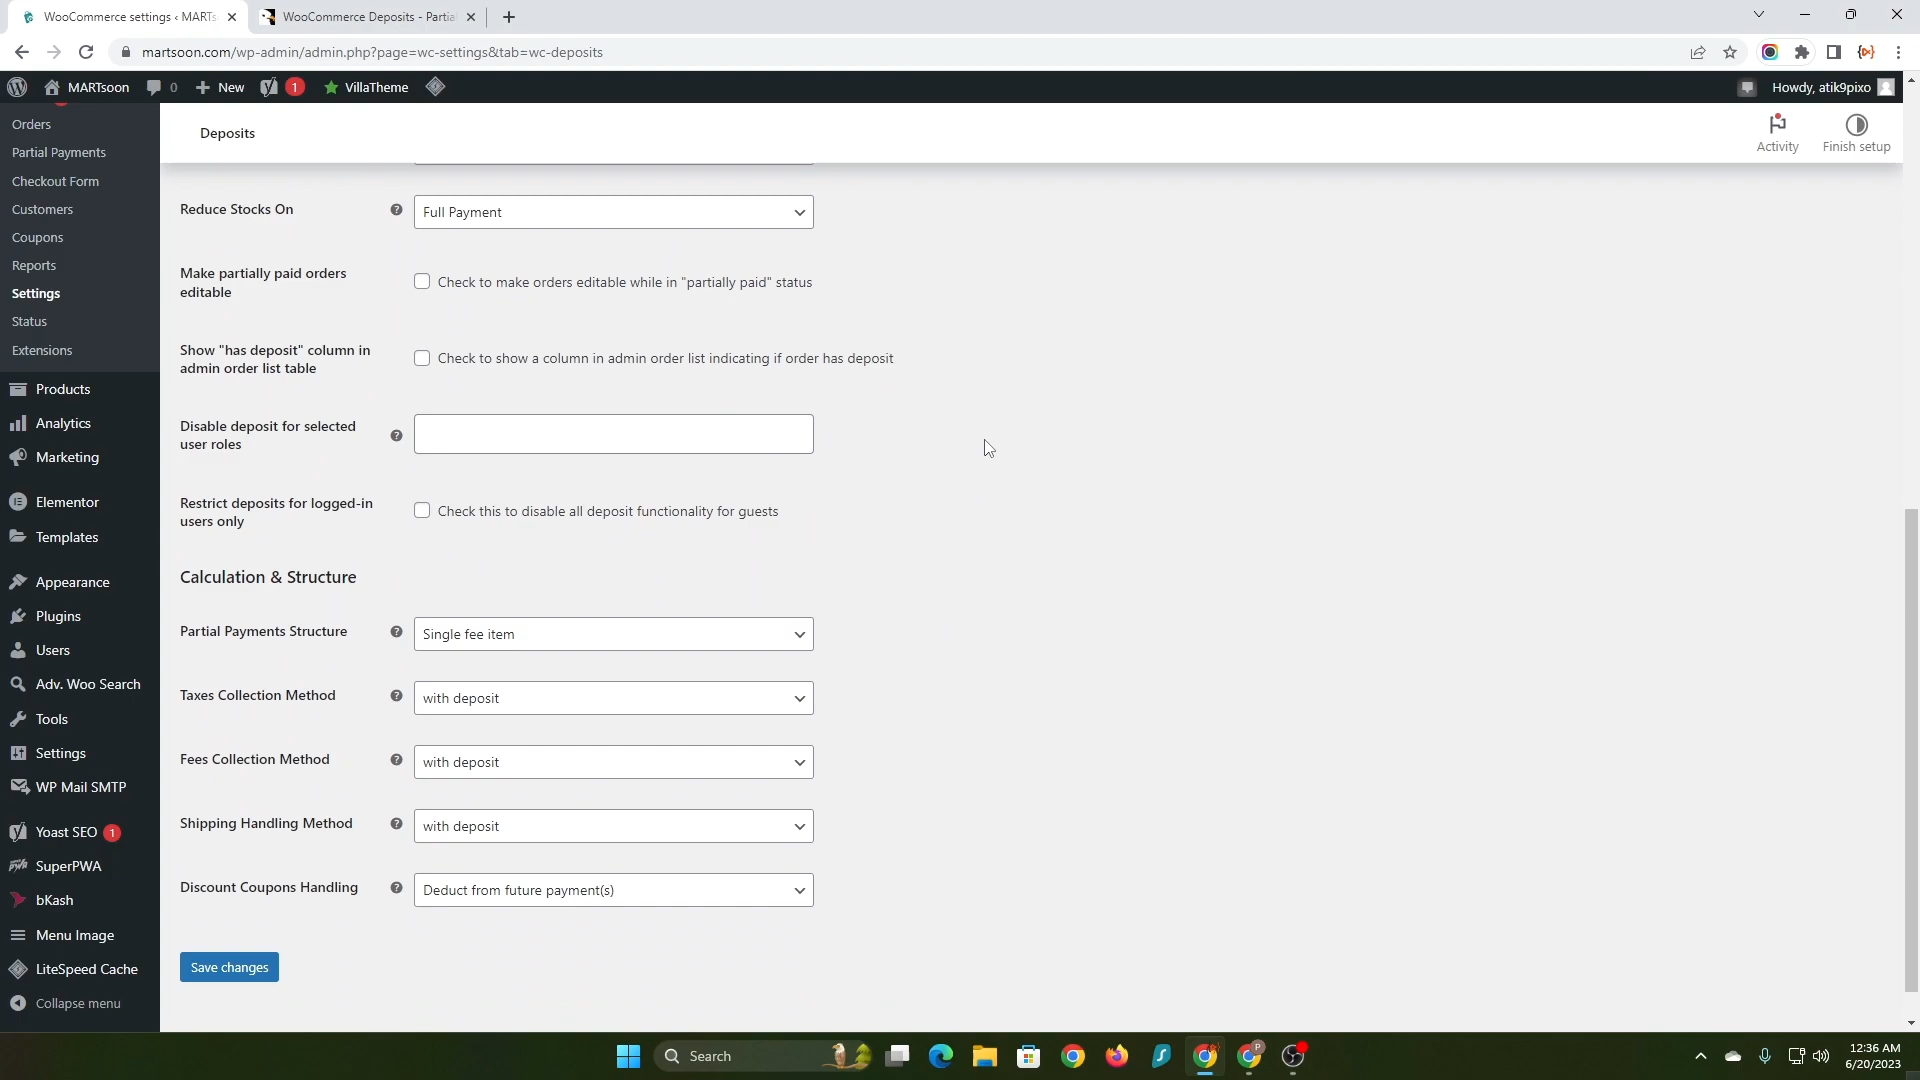 WooCommerce settings ‹ MARTs
WooCommerce Deposits - Partia
martsoon.com/wp-admin/admin.php?page=wc-settings&tab=wc-deposits
MARTsoon
0
New
1
VillaTheme
Howdy, atik9pixo
Orders
Partial Payments
Checkout Form
Customers
Coupons
Reports
Settings
Status
Extensions
Products
Analytics
Marketing
Elementor
Templates
Appearance
Plugins
Users
Adv. Woo Search
Tools
Settings
WP Mail SMTP
Yoast SEO 1
SuperPWA
bKash
Menu Image
LiteSpeed Cache
Collapse menu
Deposits
Activity
Finish setup
Reduce Stocks On
Full Payment
Make partially paid orders
editable
Check to make orders editable while in "partially paid" status
Show "has deposit" column in
admin order list table
Check to show a column in admin order list indicating if order has deposit
Disable deposit for selected
user roles
Restrict deposits for logged-in
users only
Check this to disable all deposit functionality for guests
Calculation & Structure
Partial Payments Structure
Single fee item
Taxes Collection Method
with deposit
Fees Collection Method
with deposit
Shipping Handling Method
with deposit
Discount Coupons Handling
Deduct from future payment(s)
Save changes
Search
12:36 AM
6/20/2023